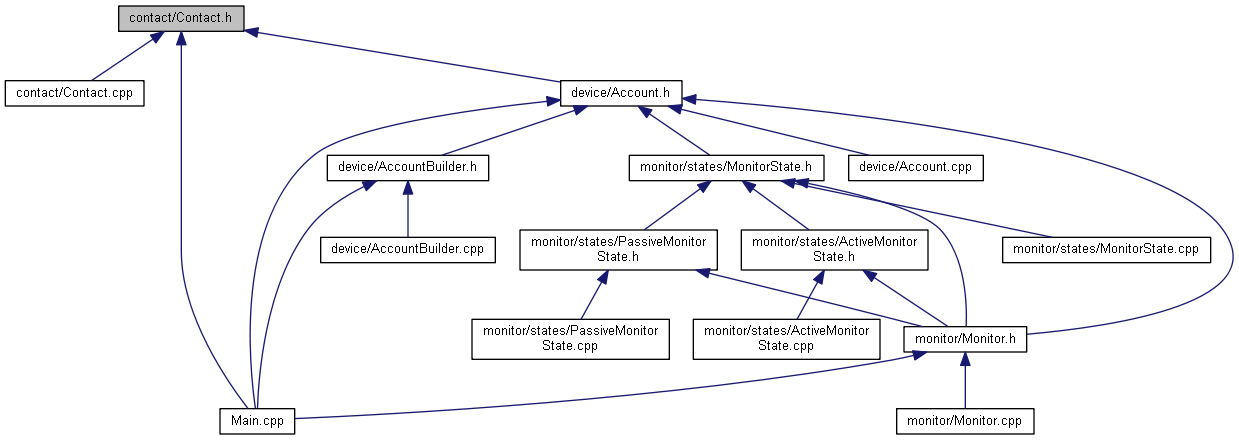 contact/Contact.h
contact/Contact.cpp
device/Account.h
device/AccountBuilder.h
monitor/states/MonitorState.h
device/Account.cpp
device/AccountBuilder.cpp
monitor/states/PassiveMonitor
State.h
monitor/states/ActiveMonitor
State.h
monitor/states/MonitorState.cpp
monitor/states/PassiveMonitor
State.cpp
monitor/states/ActiveMonitor
State.cpp
monitor/Monitor.h
Main.cpp
monitor/Monitor.cpp